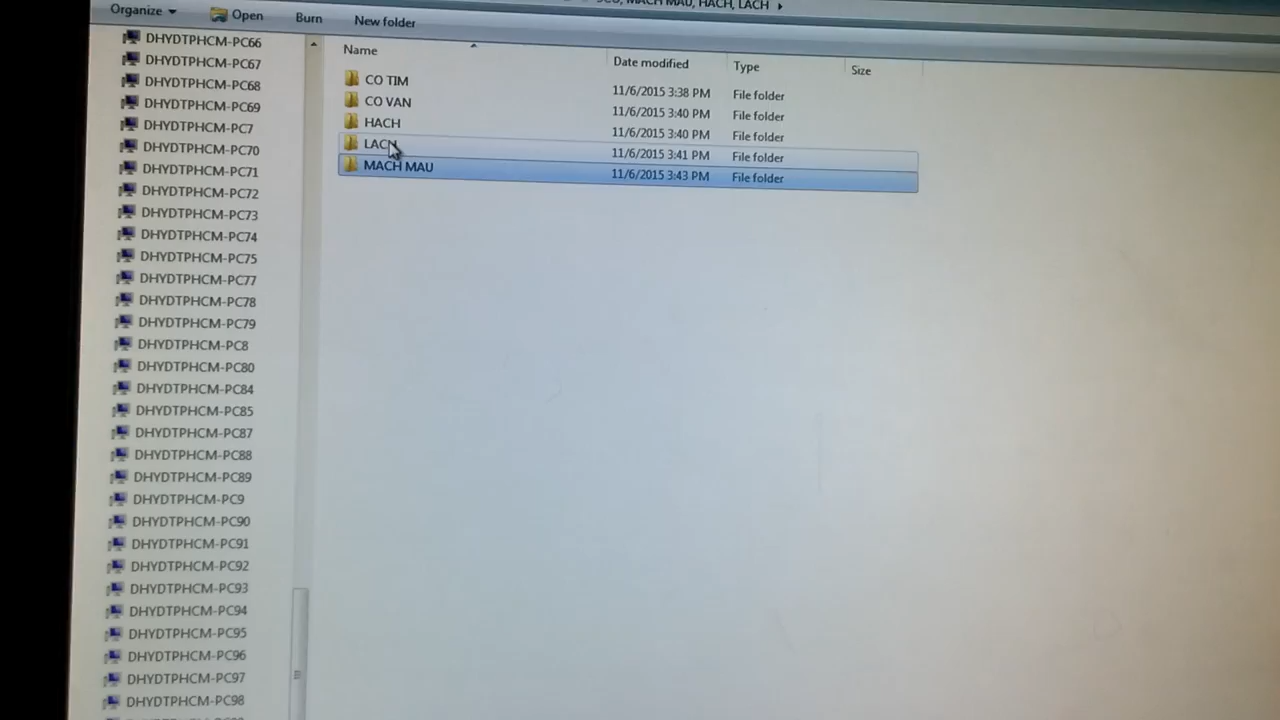 MACH MAU, HACH, LACH
Organize
Open
Burn
New folder
Name
Date modified
Type
Size
CO TIM 11/6/2015 3:38 PM File folder
CO VAN 11/6/2015 3:40 PM File folder
HACH 11/6/2015 3:40 PM File folder
LACH 11/6/2015 3:41 PM File folder
MACH MAU 11/6/2015 3:43 PM File folder
DHYDTPHCM-PC66
DHYDTPHCM-PC67
DHYDTPHCM-PC68
DHYDTPHCM-PC69
DHYDTPHCM-PC7
DHYDTPHCM-PC70
DHYDTPHCM-PC71
DHYDTPHCM-PC72
DHYDTPHCM-PC73
DHYDTPHCM-PC74
DHYDTPHCM-PC75
DHYDTPHCM-PC77
DHYDTPHCM-PC78
DHYDTPHCM-PC79
DHYDTPHCM-PC8
DHYDTPHCM-PC80
DHYDTPHCM-PC84
DHYDTPHCM-PC85
DHYDTPHCM-PC87
DHYDTPHCM-PC88
DHYDTPHCM-PC89
DHYDTPHCM-PC9
DHYDTPHCM-PC90
DHYDTPHCM-PC91
DHYDTPHCM-PC92
DHYDTPHCM-PC93
DHYDTPHCM-PC94
DHYDTPHCM-PC95
DHYDTPHCM-PC96
DHYDTPHCM-PC97
DHYDTPHCM-PC98